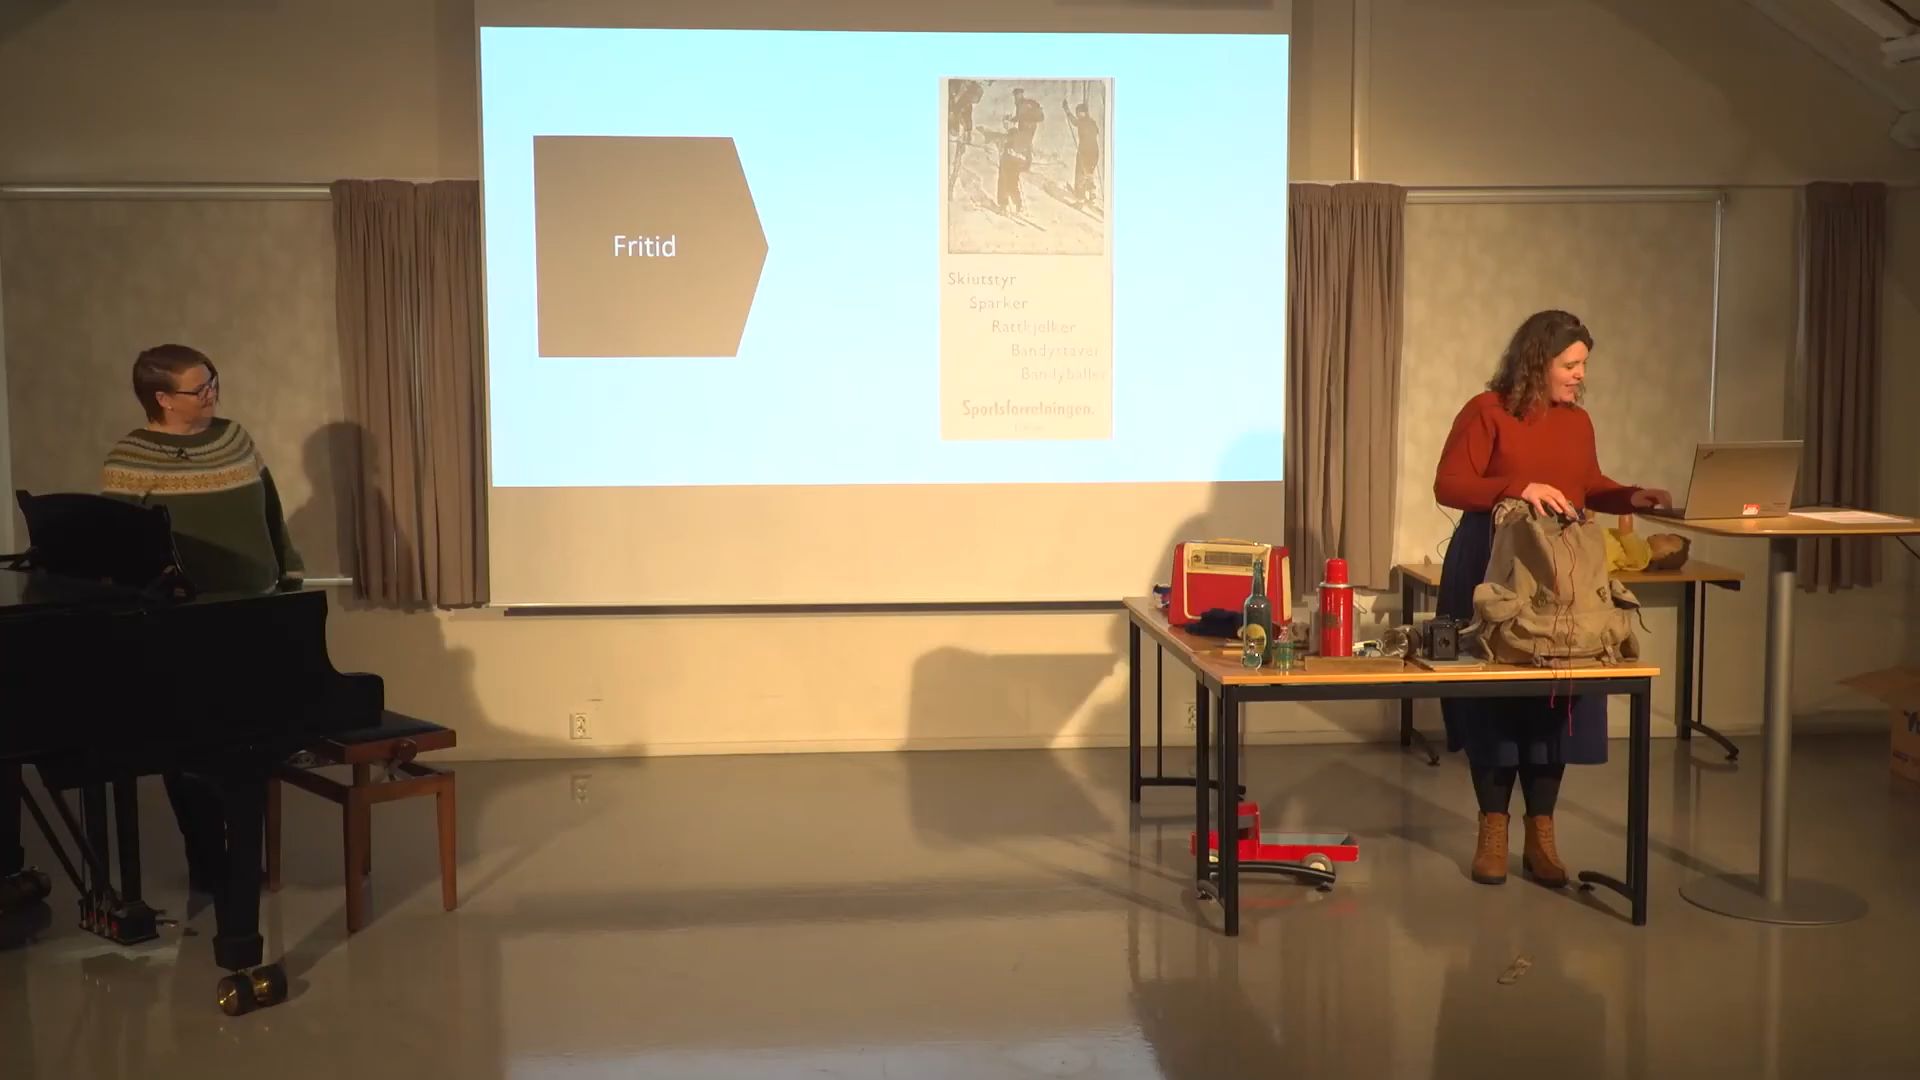 Fritid
Skiutstyr
Sparker
Rattkjelker
Bandystaver
Bandyballer
Sportsforretningen.